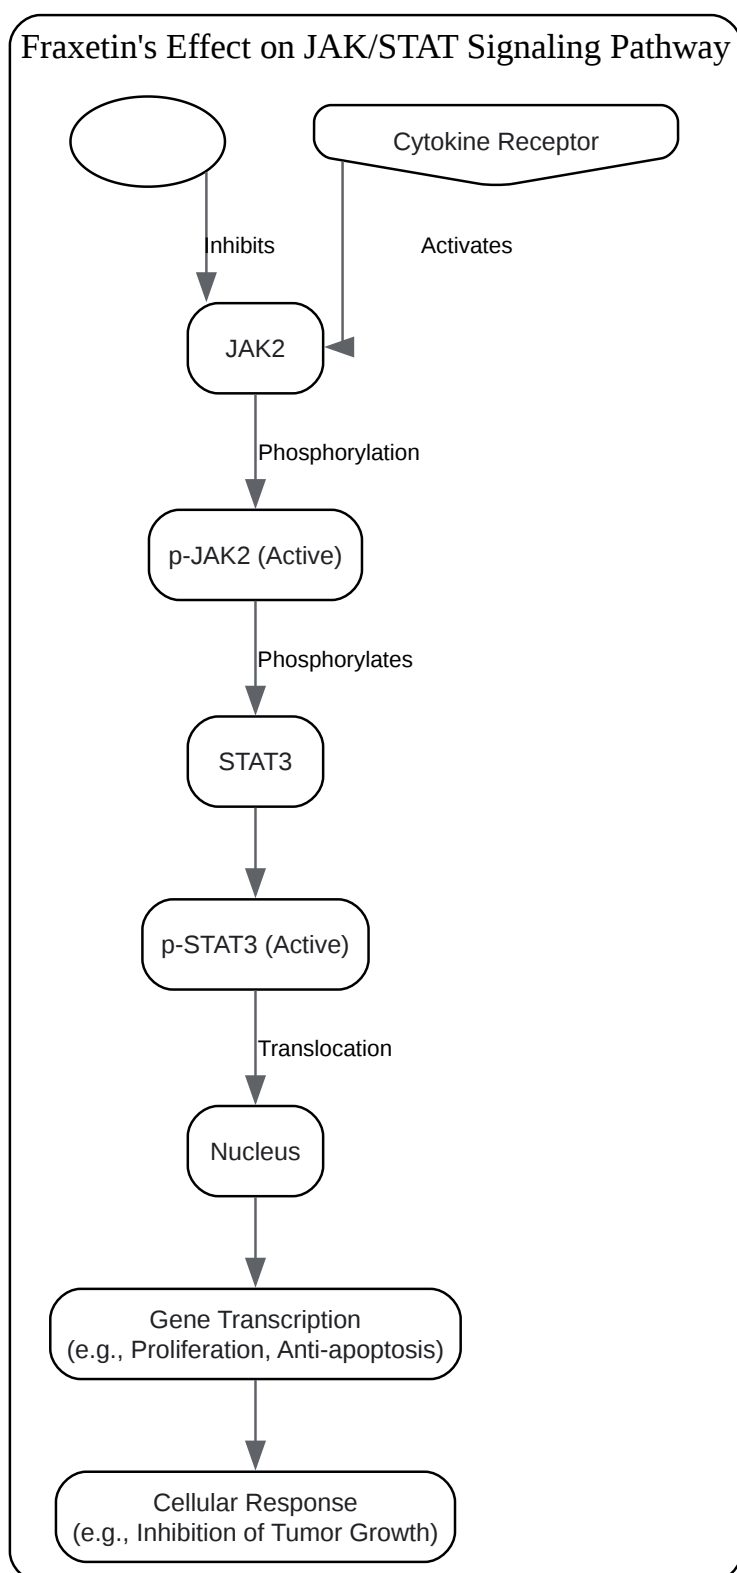 Fraxetin's Effect on JAK/STAT Signaling Pathway
Cytokine Receptor
Inhibits
Activates
JAK2
Phosphorylation
p-JAK2 (Active)
Phosphorylates
STAT3
p-STAT3 (Active)
Translocation
Nucleus
Gene Transcription
(e.g., Proliferation, Anti-apoptosis)
Cellular Response
(e.g., Inhibition of Tumor Growth)